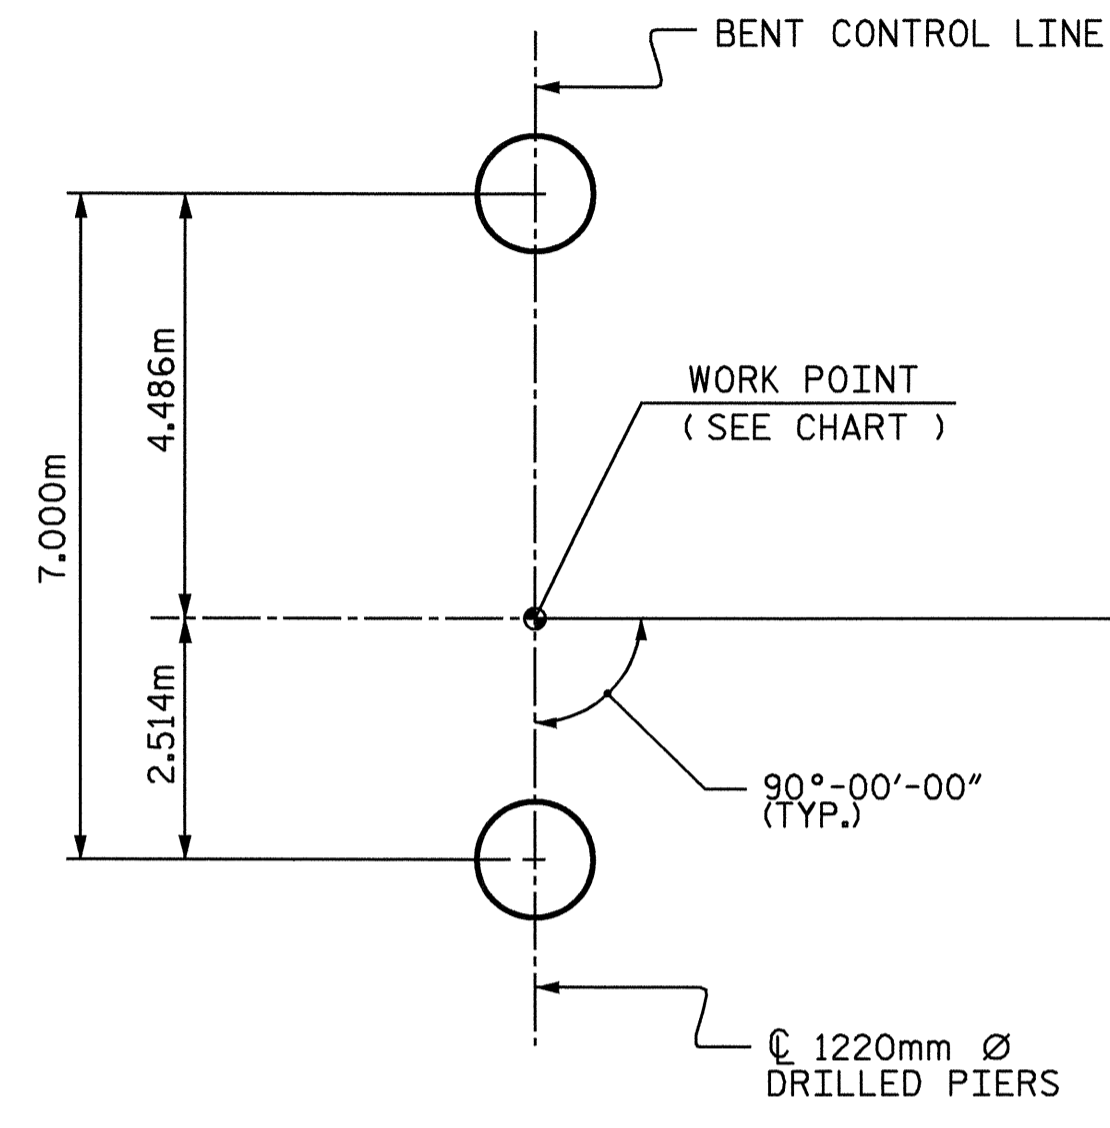 BENT CONTROL LINE
WORK POINT
( SEE CHART )
4.486m
7.000m
2.514m
90°-00'-00"
(TYP.)
℄ 1220mm Ø
DRILLED PIERS